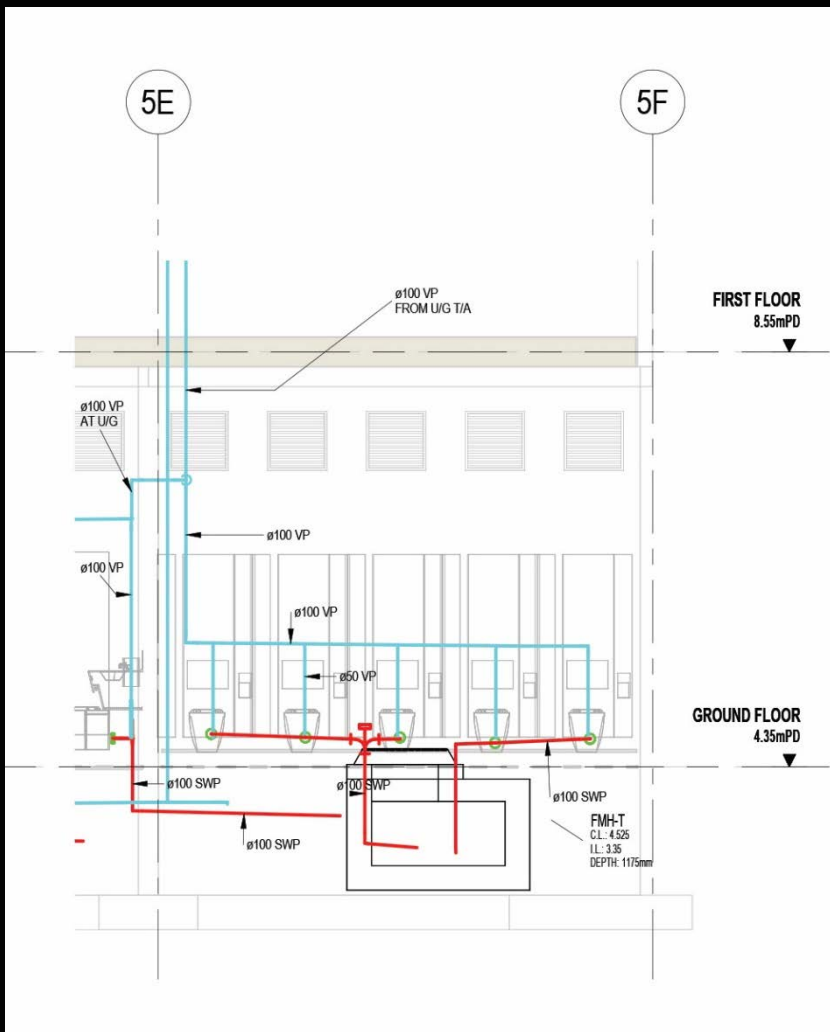 5E
5F
ø100 VP
FROM U/G T/A
FIRST FLOOR
8.55mPD
ø100 VP
AT U/G
ø100 VP
ø100 VP
ø100 VP
ø50 VP
GROUND FLOOR
4.35mPD
ø100 SWP
ø100 SWP
ø100 SWP
ø100 SWP
FMH-T
C.L.: 4.525
I.L.: 3.35
DEPTH: 1175mm